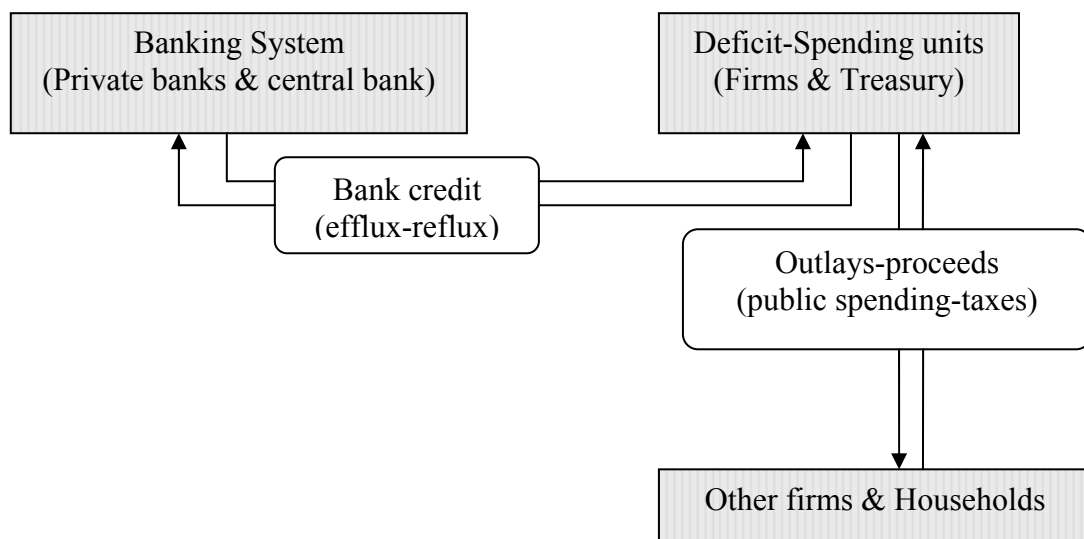 Banking System
(Private banks & central bank)
Deficit-Spending units
(Firms & Treasury)
Bank credit
(efflux-reflux)
Outlays-proceeds
(public spending-taxes)
Other firms & Households